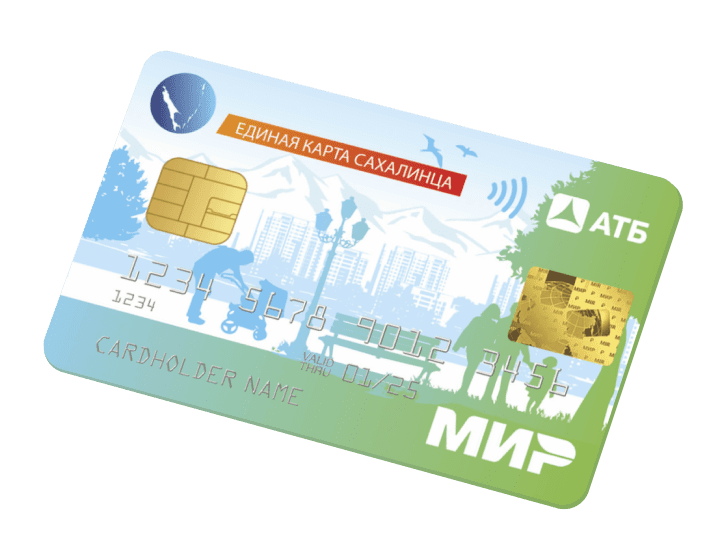 ЕДИНАЯ КАРТА САХАЛИНЦА
АТБ
1234 5678 9012 3456
1234
VALID
THRU 01/25
CARDHOLDER NAME
МИР